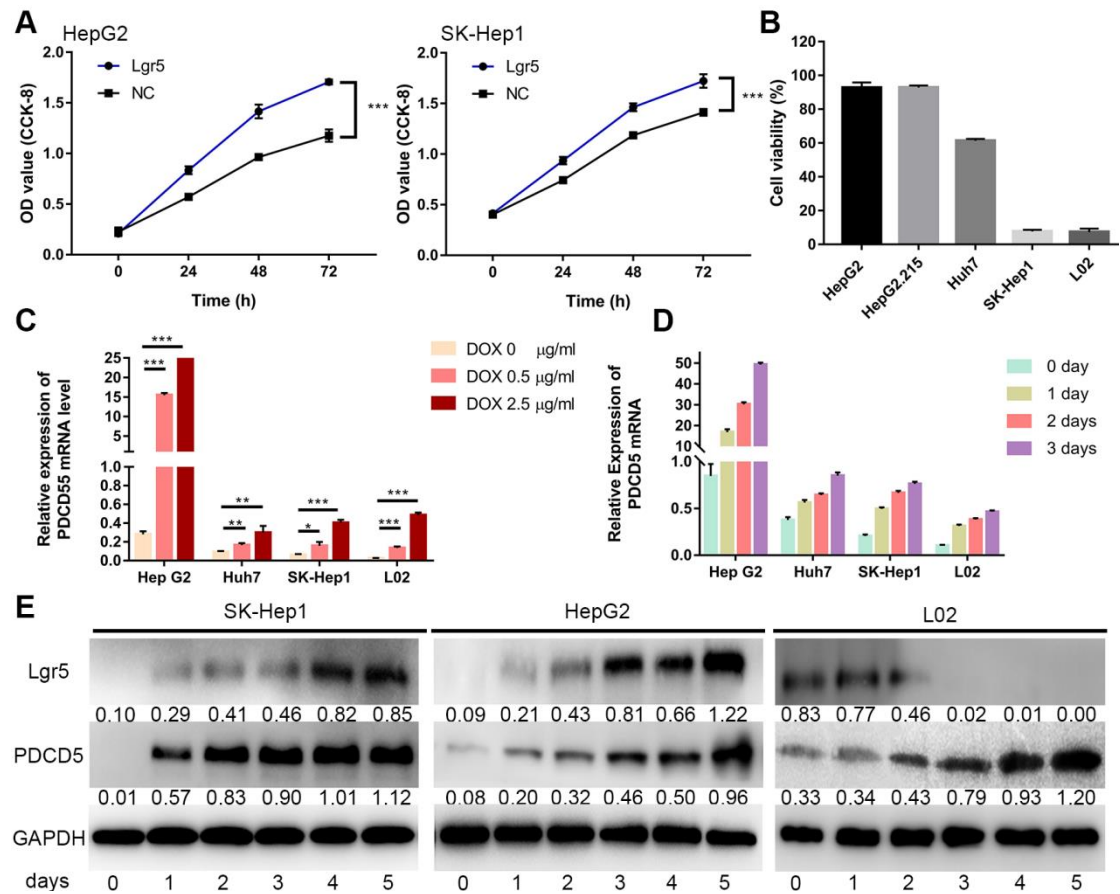 A
HepG2
Lgr5
NC
2.0
1.5
1.0
0.5
0.0
OD value (CCK-8)
0 24 48 72
Time (h)
***
SK-Hep1
Lgr5
NC
2.0
1.5
1.0
0.5
0.0
OD value (CCK-8)
0 24 48 72
Time (h)
***
B
120
100
80
60
40
20
0
Cell viability (%)
HepG2
HepG2.215
Huh7
SK-Hep1
L02
C
Relative expression of
PDCD55 mRNA level
25
20
15
10
5
1.0
0.8
0.6
0.4
0.2
0.0
***
***
**
**
***
*
***
***
Hep G2 Huh7 SK-Hep1 L02
DOX 0 μg/ml
DOX 0.5 μg/ml
DOX 2.5 μg/ml
D
Relative Expression of
PDCD5 mRNA
50
40
30
20
10
1.0
0.5
0.0
Hep G2 Huh7 SK-Hep1 L02
0 day
1 day
2 days
3 days
E
SK-Hep1 HepG2 L02
Lgr5
0.10 0.29 0.41 0.46 0.82 0.85 0.09 0.21 0.43 0.81 0.66 1.22 0.83 0.77 0.46 0.02 0.01 0.00
PDCD5
0.01 0.57 0.83 0.90 1.01 1.12 0.08 0.20 0.32 0.46 0.50 0.96 0.33 0.34 0.43 0.79 0.93 1.20
GAPDH
days 0 1 2 3 4 5 0 1 2 3 4 5 0 1 2 3 4 5